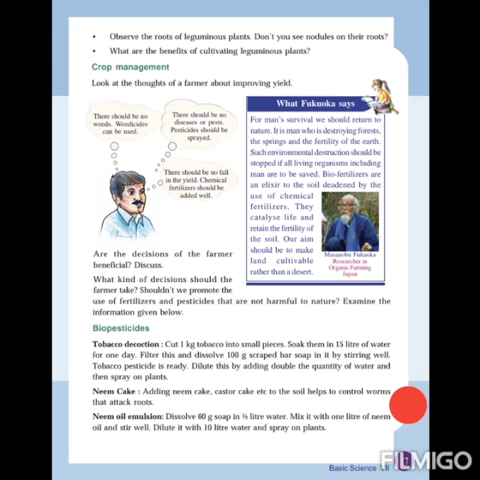 • Observe the roots of leguminous plants. Don't you see nodules on their roots?
• What are the benefits of cultivating leguminous plants?
Crop management
Look at the thoughts of a farmer about improving yield.
There should be no
weeds. Weedicides
can be used.
There should be no
diseases or pests.
Pesticides should be
sprayed.
There should be no fall
in the yield. Chemical
fertilizers should be
added well.
What Fukuoka says
For man's survival we should return to
nature. It is man who is destroying forests,
the springs and the fertility of the earth.
Such environmental destruction should be
stopped if all living organisms including
man are to be saved. Bio-fertilizers are
an elixir to the soil deadened by the
use of chemical
fertilizers. They
catalyse life and
retain the fertility of
the soil. Our aim
should be to make
land cultivable
rather than a desert.
Masanobu Fukuoka
Researcher in
Organic Farming
Japan
Are the decisions of the farmer
beneficial? Discuss.
What kind of decisions should the
farmer take? Shouldn't we promote the
use of fertilizers and pesticides that are not harmful to nature? Examine the
information given below.
Biopesticides
Tobacco decoction : Cut 1 kg tobacco into small pieces. Soak them in 15 litre of water
for one day. Filter this and dissolve 100 g scraped bar soap in it by stirring well.
Tobacco pesticide is ready. Dilute this by adding double the quantity of water and
then spray on plants.
Neem Cake : Adding neem cake, castor cake etc to the soil helps to control worms
that attack roots.
Neem oil emulsion: Dissolve 60 g soap in ½ litre water. Mix it with one litre of neem
oil and stir well. Dilute it with 10 litre water and spray on plants.
Basic Science VII
FILMIGO